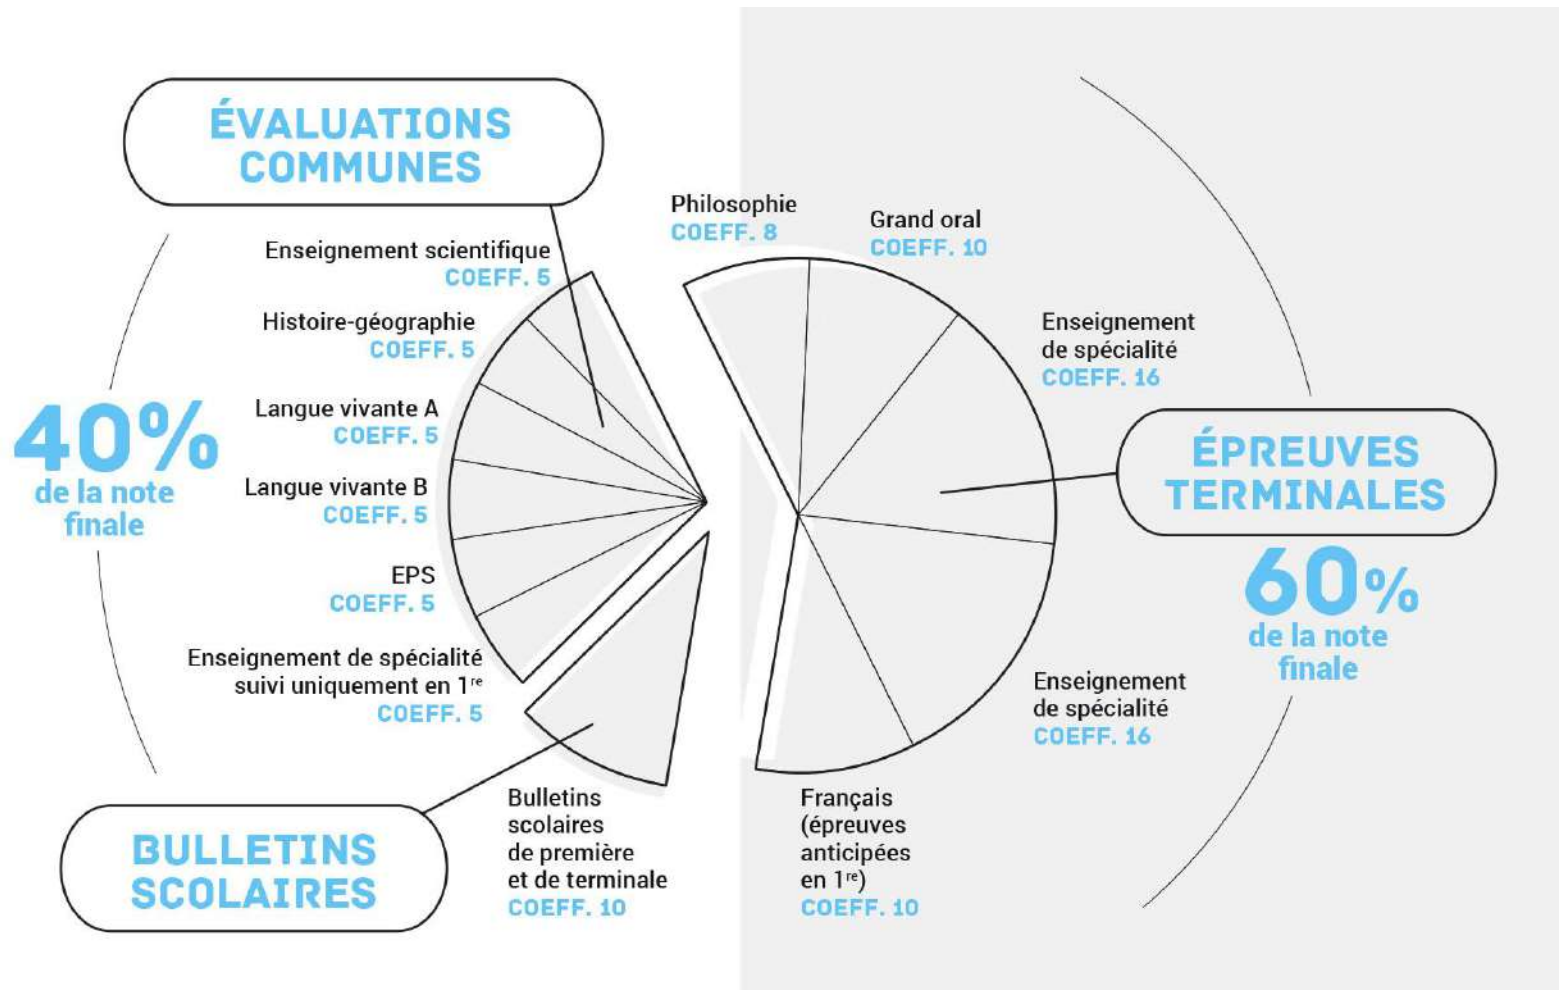 ÉVALUATIONS
COMMUNES
Enseignement scientifique
COEFF. 5
Histoire-géographie
COEFF. 5
Langue vivante A
COEFF. 5
Langue vivante B
COEFF. 5
EPS
COEFF. 5
Enseignement de spécialité
suivi uniquement en 1re
COEFF. 5
40%
de la note
finale
BULLETINS
SCOLAIRES
Bulletins
scolaires
de première
et de terminale
COEFF. 10
Philosophie
COEFF. 8
Grand oral
COEFF. 10
Enseignement
de spécialité
COEFF. 16
ÉPREUVES
TERMINALES
60%
de la note
finale
Enseignement
de spécialité
COEFF. 16
Français
(épreuves
anticipées
en 1re)
COEFF. 10